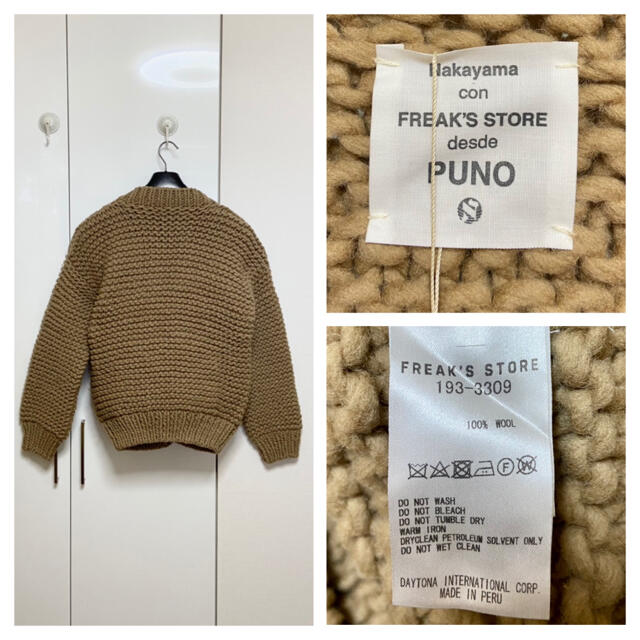 Nakayama
con
FREAK'S STORE
desde
PUNO
FREAK'S STORE
193-3309
100% WOOL
F W
DO NOT WASH
DO NOT BLEACH
DO NOT TUMBLE DRY
WARM IRON
DRYCLEAN PETROLEUM SOLVENT ONLY
DO NOT WET CLEAN
DAYTONA INTERNATIONAL CORP.
MADE IN PERU